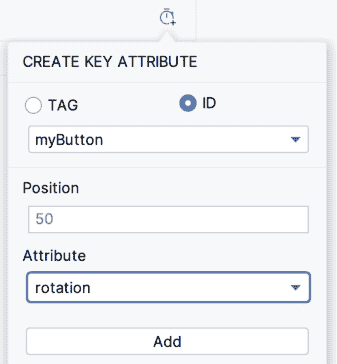 CREATE KEY ATTRIBUTE
TAG ID
myButton
Position
50
Attribute
rotation
Add